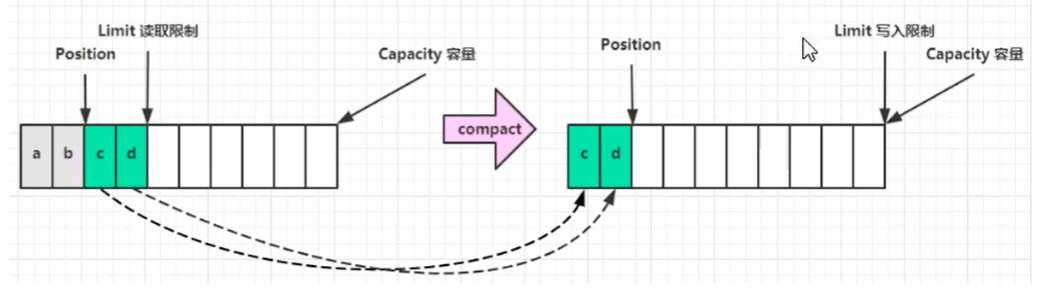 Limit 读取限制
Position
Capacity 容量
a b c d
compact
Limit 写入限制
Position
Capacity 容量
c d